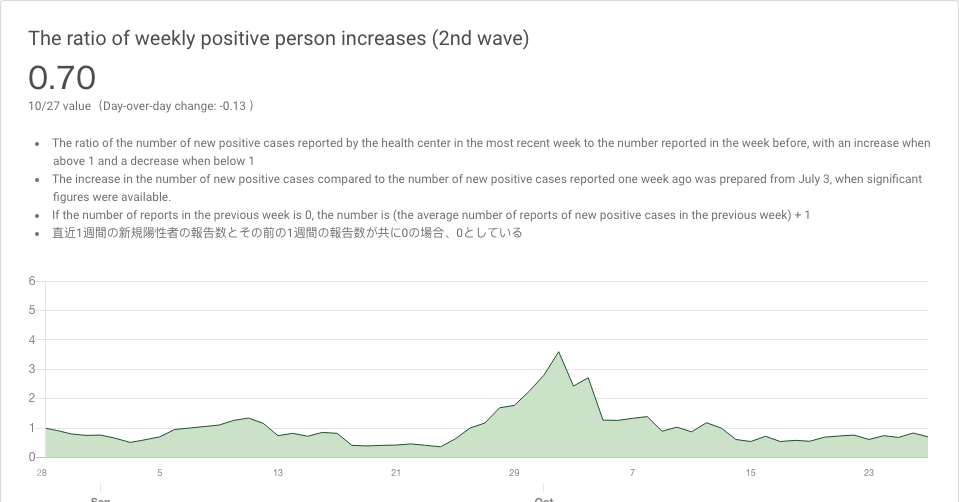 The ratio of weekly positive person increases (2nd wave)
0.70
10/27 value（Day-over-day change: -0.13 ）
• The ratio of the number of new positive cases reported by the health center in the most recent week to the number reported in the week before, with an increase when
above 1 and a decrease when below 1
• The increase in the number of new positive cases compared to the number of new positive cases reported one week ago was prepared from July 3, when significant
figures were available.
• If the number of reports in the previous week is 0, the number is (the average number of reports of new positive cases in the previous week) + 1
• 直近1週間の新規陽性者の報告数とその前の1週間の報告数が共に0の場合、0としている
6
5
4
3
2
1
0
28 5 13 21 29 7 15 23
Sep Oct